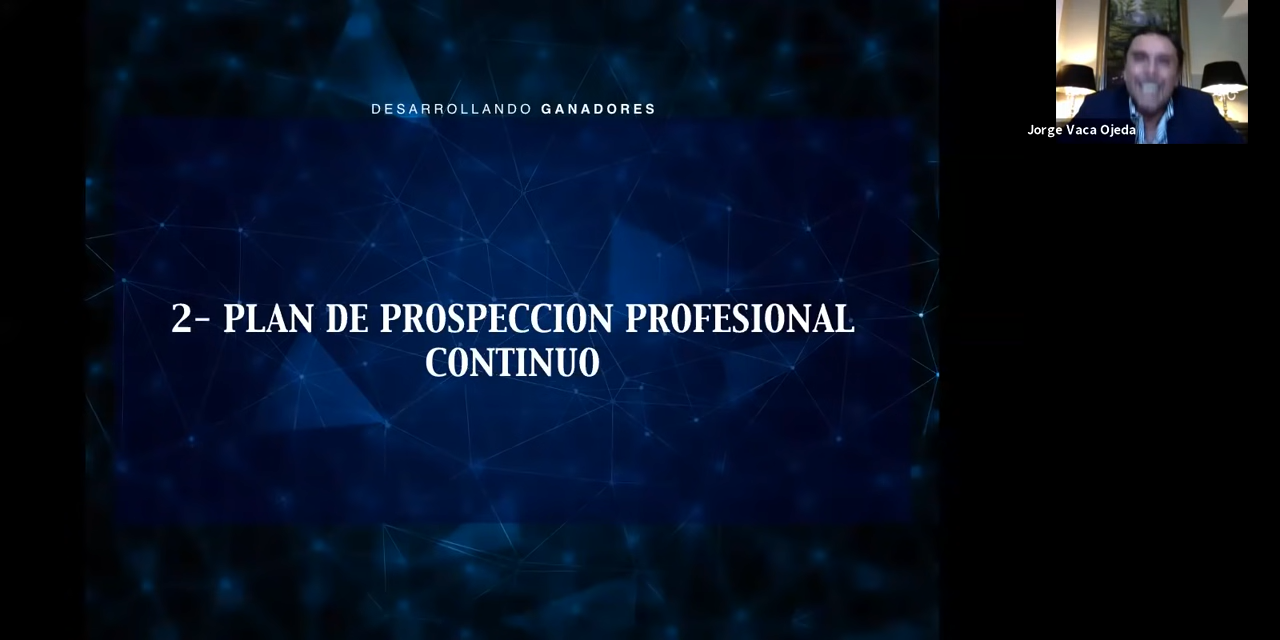 DESARROLLANDO GANADORES
Jorge Vaca Ojeda
2- PLAN DE PROSPECCION PROFESIONAL
CONTINUO